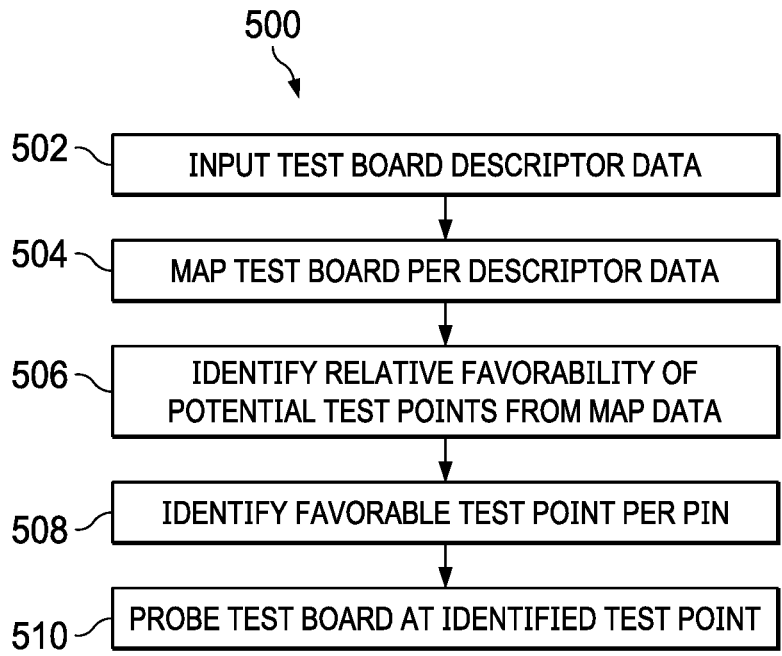 500
502
INPUT TEST BOARD DESCRIPTOR DATA
504
MAP TEST BOARD PER DESCRIPTOR DATA
506
IDENTIFY RELATIVE FAVORABILITY OF
POTENTIAL TEST POINTS FROM MAP DATA
508
IDENTIFY FAVORABLE TEST POINT PER PIN
510
PROBE TEST BOARD AT IDENTIFIED TEST POINT